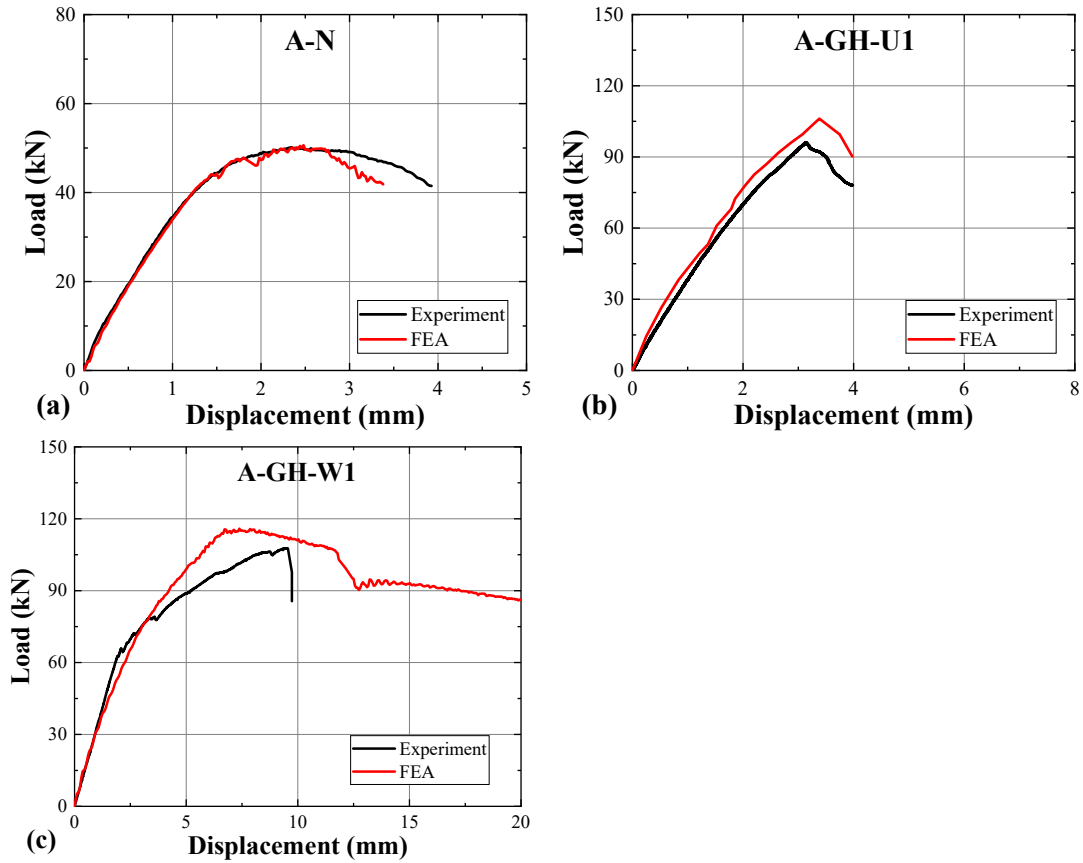 A-N
Load (kN)
80
60
40
20
0
Experiment
FEA
0 1 2 3 4 5
(a) Displacement (mm)
A-GH-U1
Load (kN)
150
120
90
60
30
0
Experiment
FEA
0 2 4 6 8
(b) Displacement (mm)
A-GH-W1
Load (kN)
150
120
90
60
30
0
Experiment
FEA
0 5 10 15 20
(c) Displacement (mm)